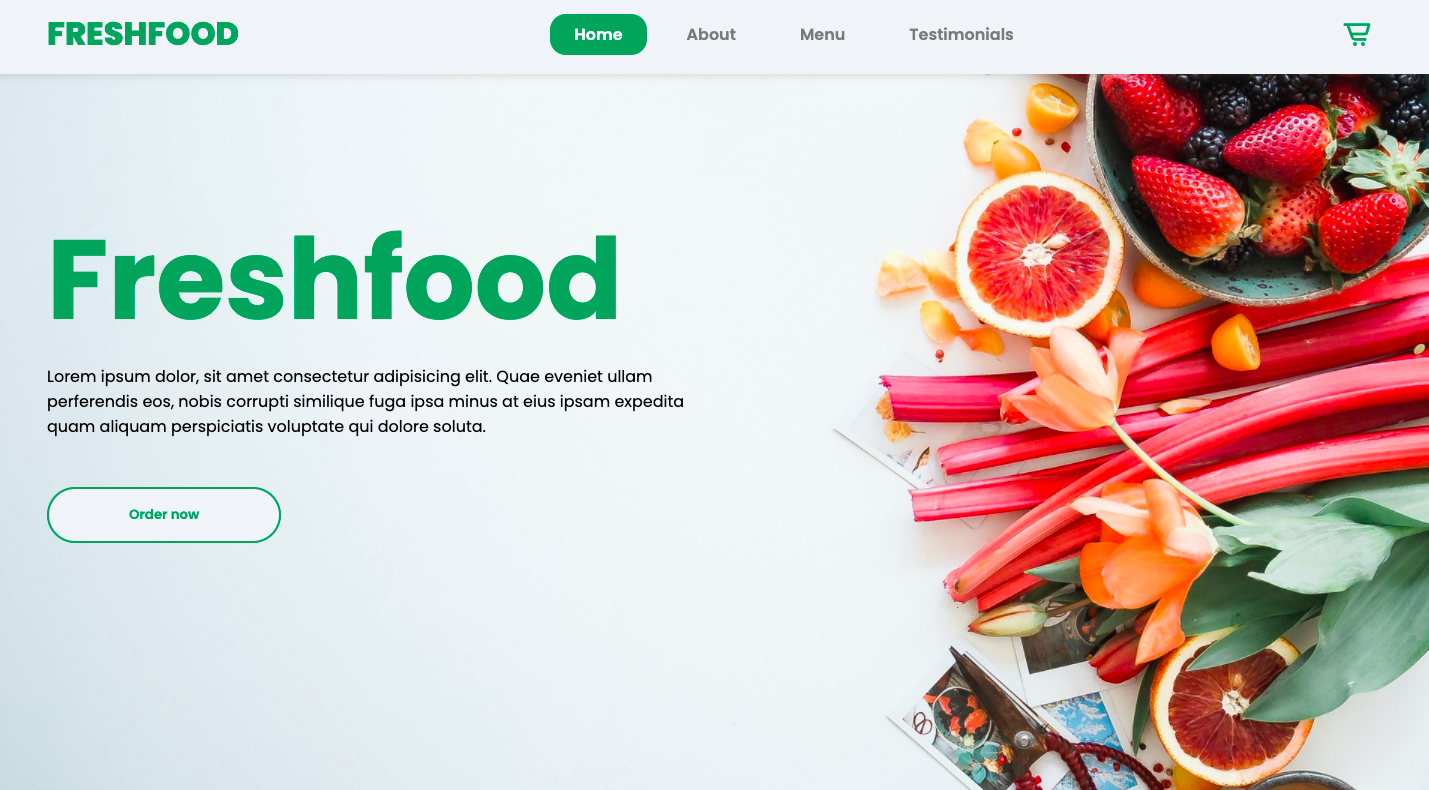 FRESHFOOD
Home
About
Menu
Testimonials
Freshfood
Lorem ipsum dolor, sit amet consectetur adipisicing elit. Quae eveniet ullam
perferendis eos, nobis corrupti similique fuga ipsa minus at eius ipsam expedita
quam aliquam perspiciatis voluptate qui dolore soluta.
Order now